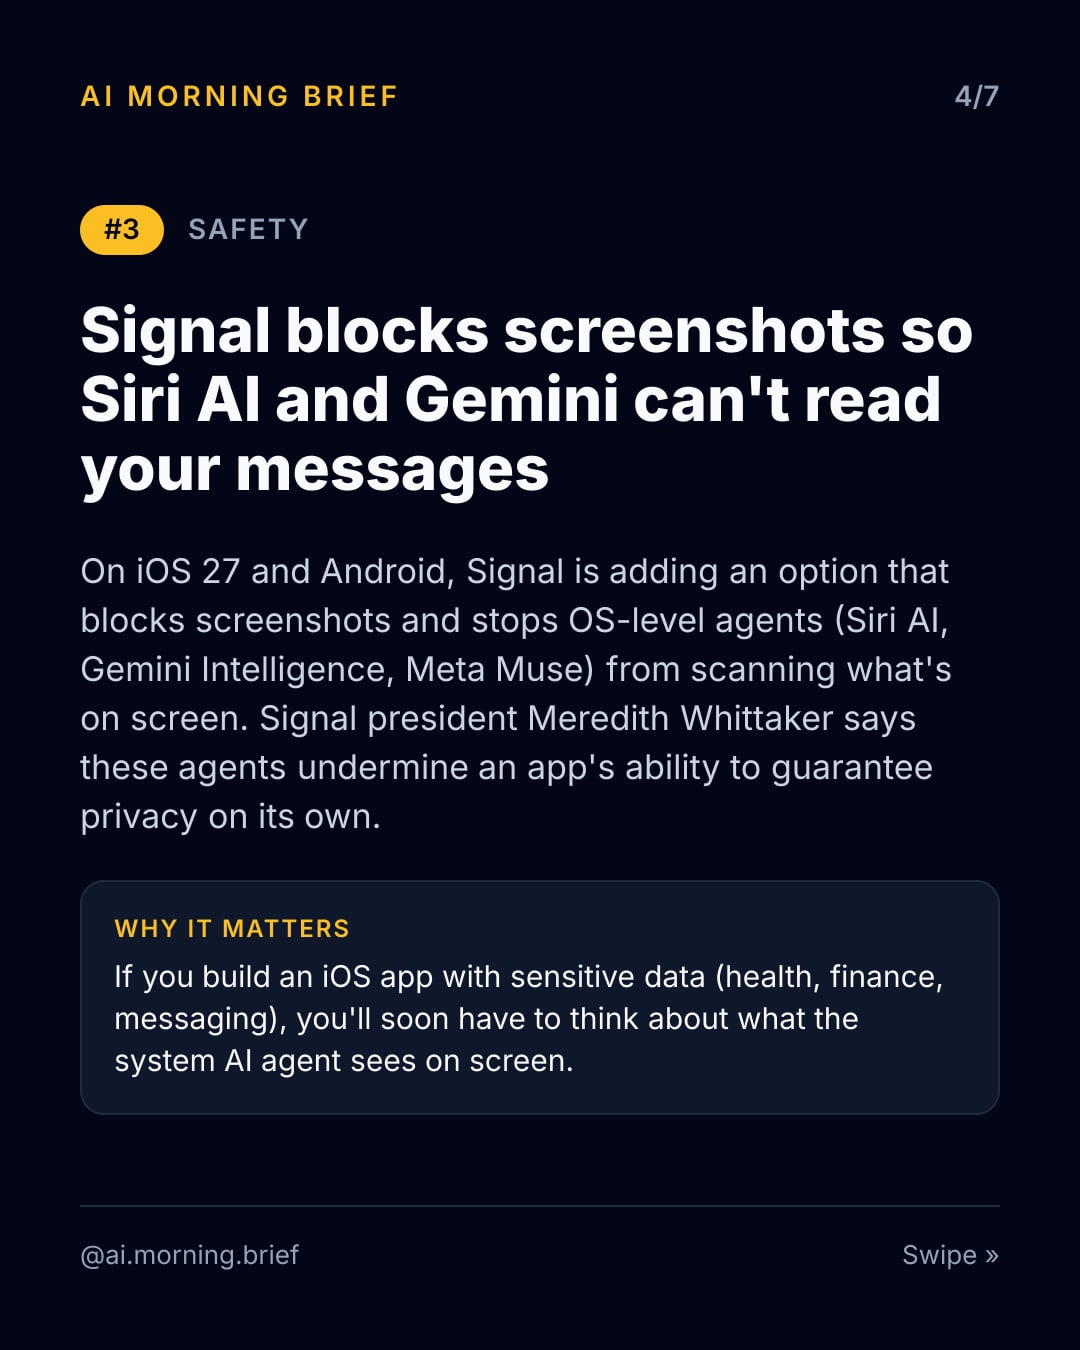 AI MORNING BRIEF
4/7
#3 SAFETY
Signal blocks screenshots so
Siri AI and Gemini can't read
your messages
On iOS 27 and Android, Signal is adding an option that
blocks screenshots and stops OS-level agents (Siri AI,
Gemini Intelligence, Meta Muse) from scanning what's
on screen. Signal president Meredith Whittaker says
these agents undermine an app's ability to guarantee
privacy on its own.
WHY IT MATTERS
If you build an iOS app with sensitive data (health, finance,
messaging), you'll soon have to think about what the
system AI agent sees on screen.
@ai.morning.brief
Swipe »